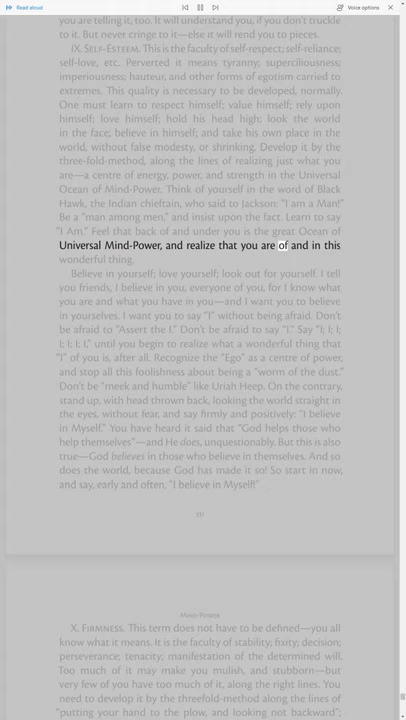 Read aloud
Voice options
you are telling it, too. It will understand you, if you don't truckle
to it. But never cringe to it—else it will rend you to pieces.
IX. SELF-ESTEEM. This is the faculty of self-respect; self-reliance;
self-love, etc. Perverted it means tyranny; superciliousness;
imperiousness; hauteur, and other forms of egotism carried to
extremes. This quality is necessary to be developed, normally.
One must learn to respect himself; value himself; rely upon
himself; love himself; hold his head high; look the world
in the face; believe in himself; and take his own place in the
world, without false modesty, or shrinking. Develop it by the
three-fold-method, along the lines of realizing just what you
are—a centre of energy, power, and strength in the Universal
Ocean of Mind-Power. Think of yourself in the word of Black
Hawk, the Indian chieftain, who said to Jackson: "I am a Man!"
Be a "man among men," and insist upon the fact. Learn to say
"I Am." Feel that back of and under you is the great Ocean of
Universal Mind-Power, and realize that you are of and in this
wonderful thing.
Believe in yourself; love yourself; look out for yourself. I tell
you friends, I believe in you, everyone of you, for I know what
you are and what you have in you—and I want you to believe
in yourselves. I want you to say "I" without being afraid. Don't
be afraid to "Assert the I." Don't be afraid to say "I." Say "I; I; I;
I; I; I; I," until you begin to realize what a wonderful thing that
"I" of you is, after all. Recognize the "Ego" as a centre of power,
and stop all this foolishness about being a "worm of the dust."
Don't be "meek and humble" like Uriah Heep. On the contrary,
stand up, with head thrown back, looking the world straight in
the eyes, without fear, and say firmly and positively: "I believe
in Myself." You have heard it said that "God helps those who
help themselves"—and He does, unquestionably. But this is also
true—God believes in those who believe in themselves. And so
does the world, because God has made it so! So start in now,
and say, early and often, "I believe in Myself!"
Mind-Power
X. FIRMNESS. This term does not have to be defined—you all
know what it means. It is the faculty of stability; fixity; decision;
perseverance; tenacity; manifestation of the determined will.
Too much of it may make you mulish, and stubborn—but
very few of you have too much of it, along the right lines. You
need to develop it by the threefold-method along the lines of
"putting your hand to the plow, and looking not backward";